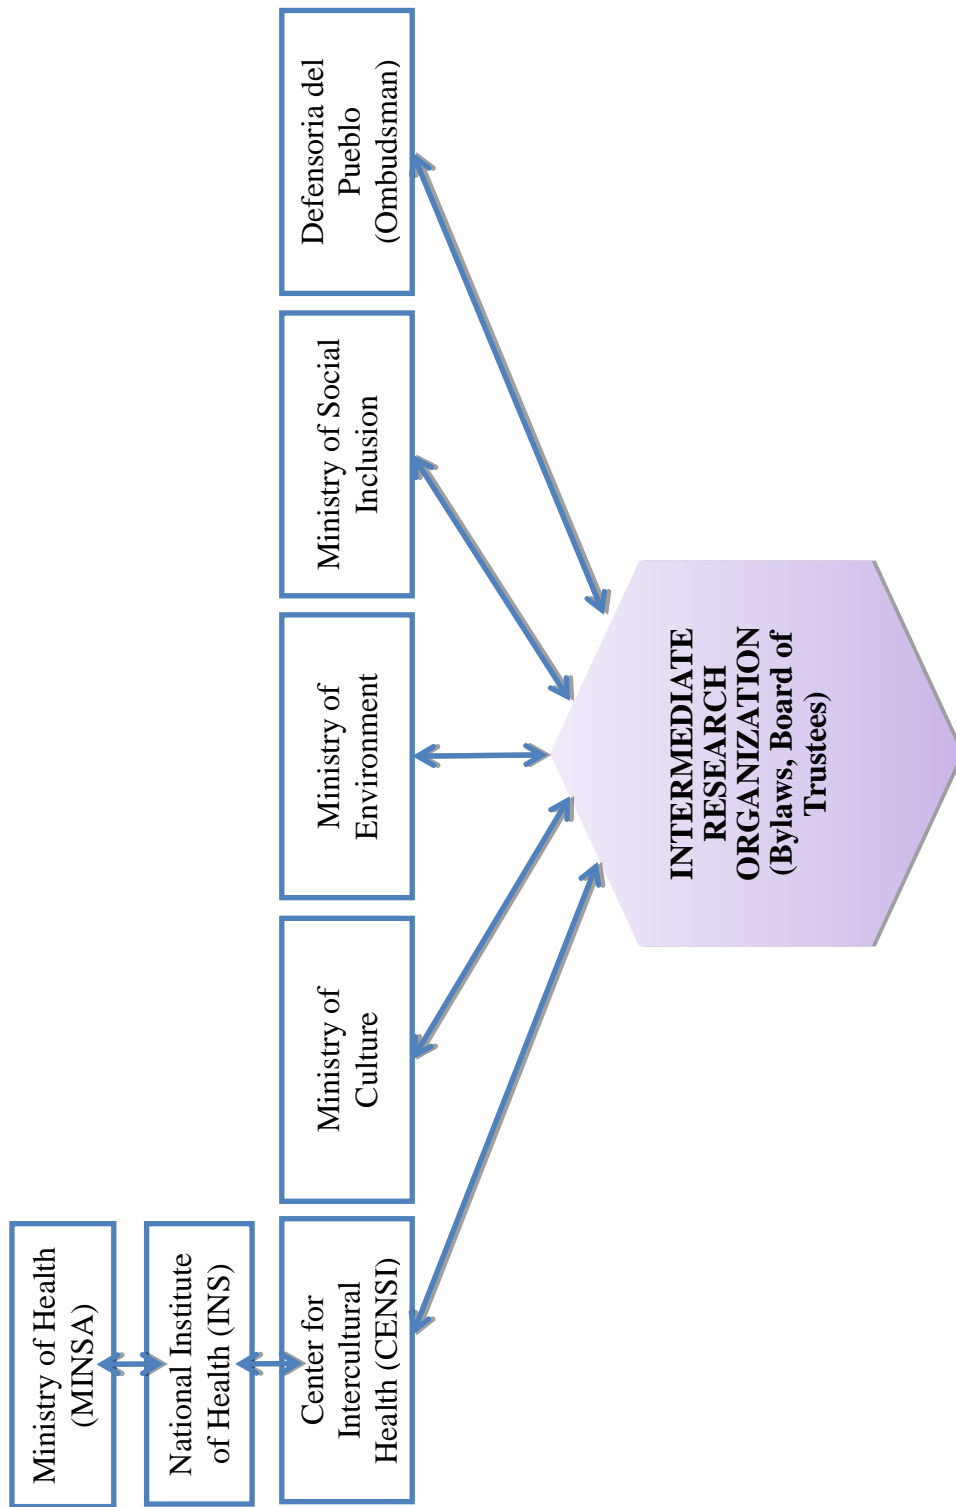 Ministry of Health
(MINSA)
National Institute
of Health (INS)
Center for
Intercultural
Health (CENSI)
Ministry of
Culture
Ministry of
Environment
Ministry of Social
Inclusion
Defensoria del
Pueblo
(Ombudsman)
INTERMEDIATE
RESEARCH
ORGANIZATION
(Bylaws, Board of
Trustees)